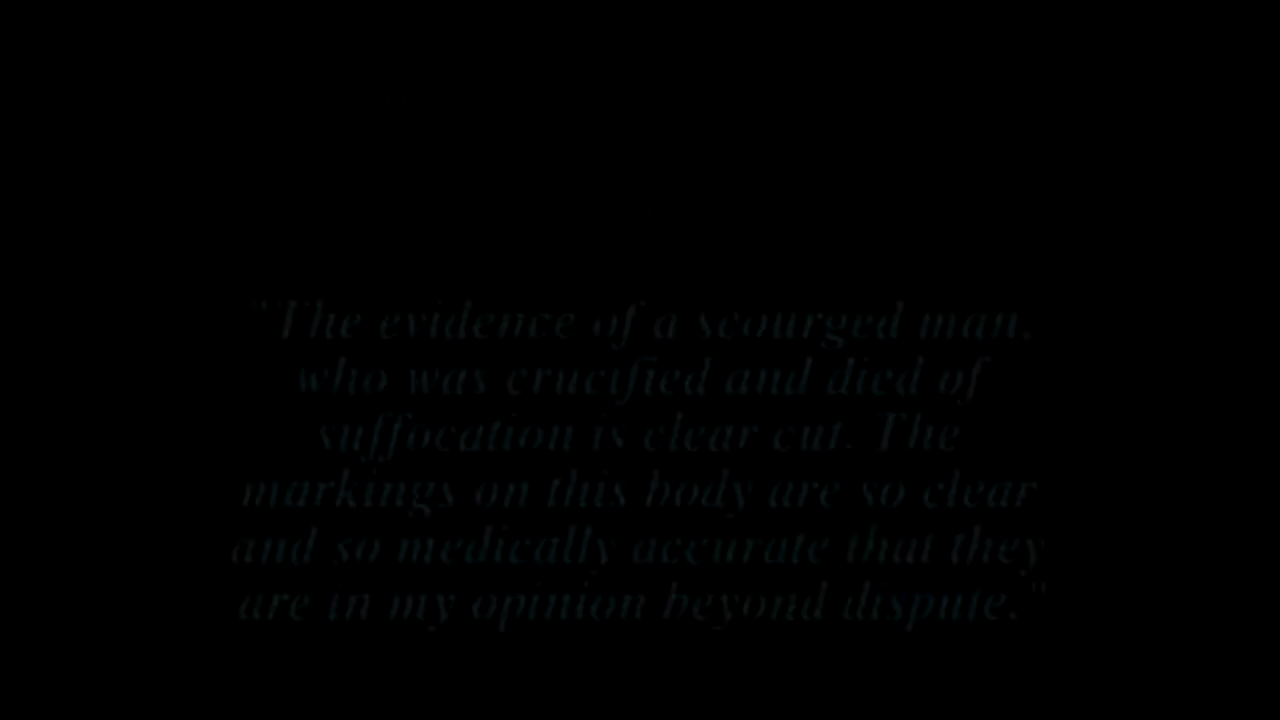 "The evidence of a scourged man,
who was crucified and died of
suffocation is clear cut. The
markings on this body are so clear
and so medically accurate that they
are in my opinion beyond dispute."